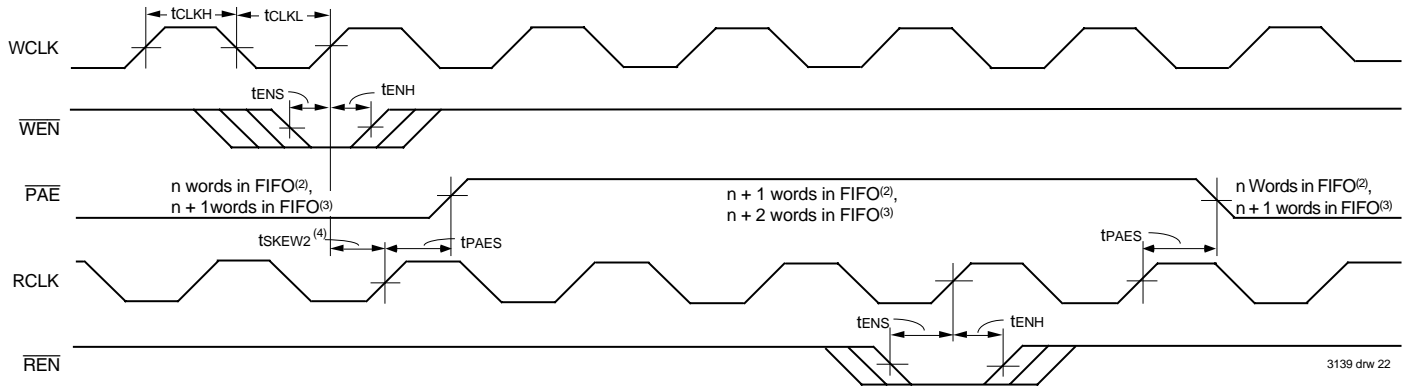 tCLKH
tCLKL
WCLK
tENS
tENH
WEN
PAE
n words in FIFO(2),
n + 1words in FIFO(3)
n + 1 words in FIFO(2),
n + 2 words in FIFO(3)
n Words in FIFO(2),
n + 1 words in FIFO(3)
tSKEW2 (4)
tPAES
tPAES
RCLK
tENS
tENH
REN
3139 drw 22